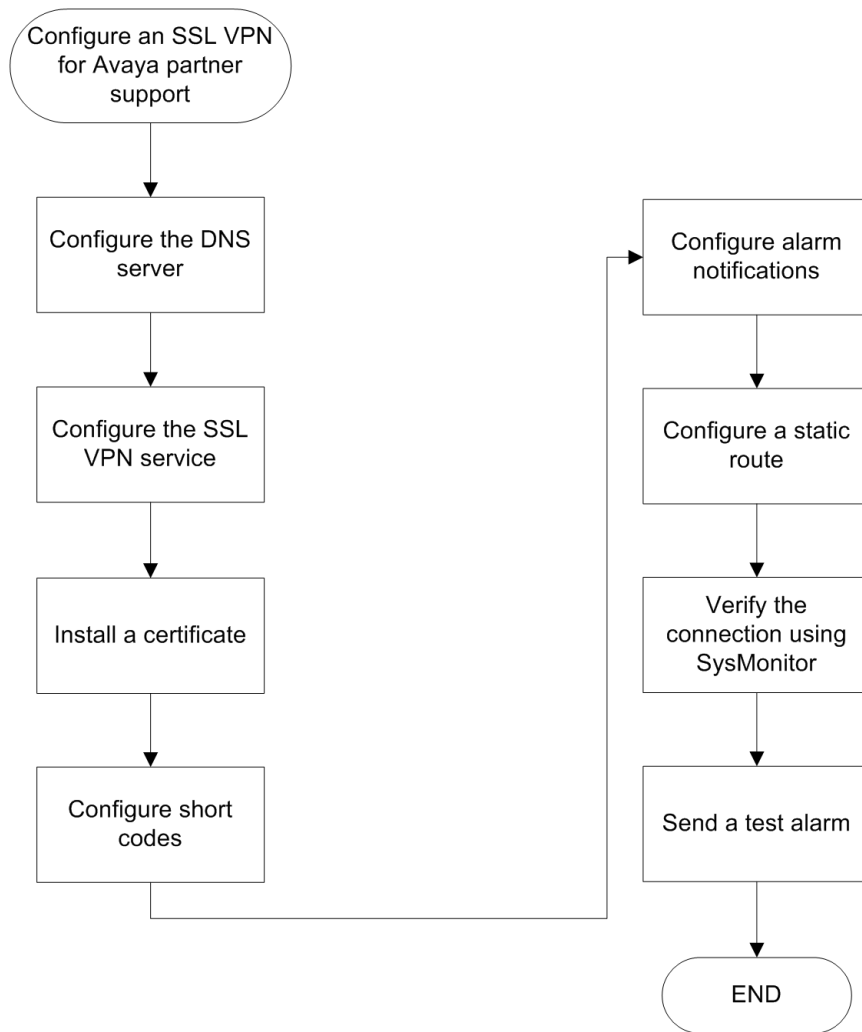 Configure an SSL VPN
for Avaya partner
support
Configure the DNS
server
Configure the SSL
VPN service
Install a certificate
Configure short
codes
Configure alarm
notifications
Configure a static
route
Verify the
connection using
SysMonitor
Send a test alarm
END